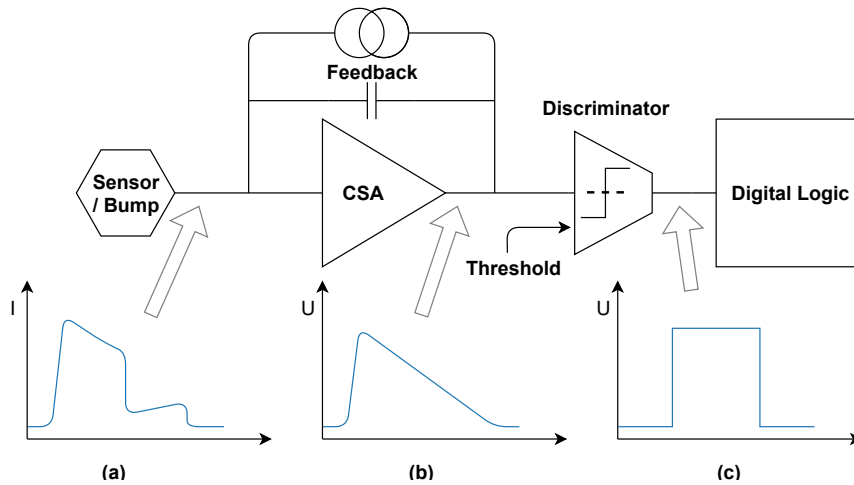 Feedback
Discriminator
Sensor
/ Bump
CSA
Digital Logic
Threshold
I
U
U
(a)
(b)
(c)